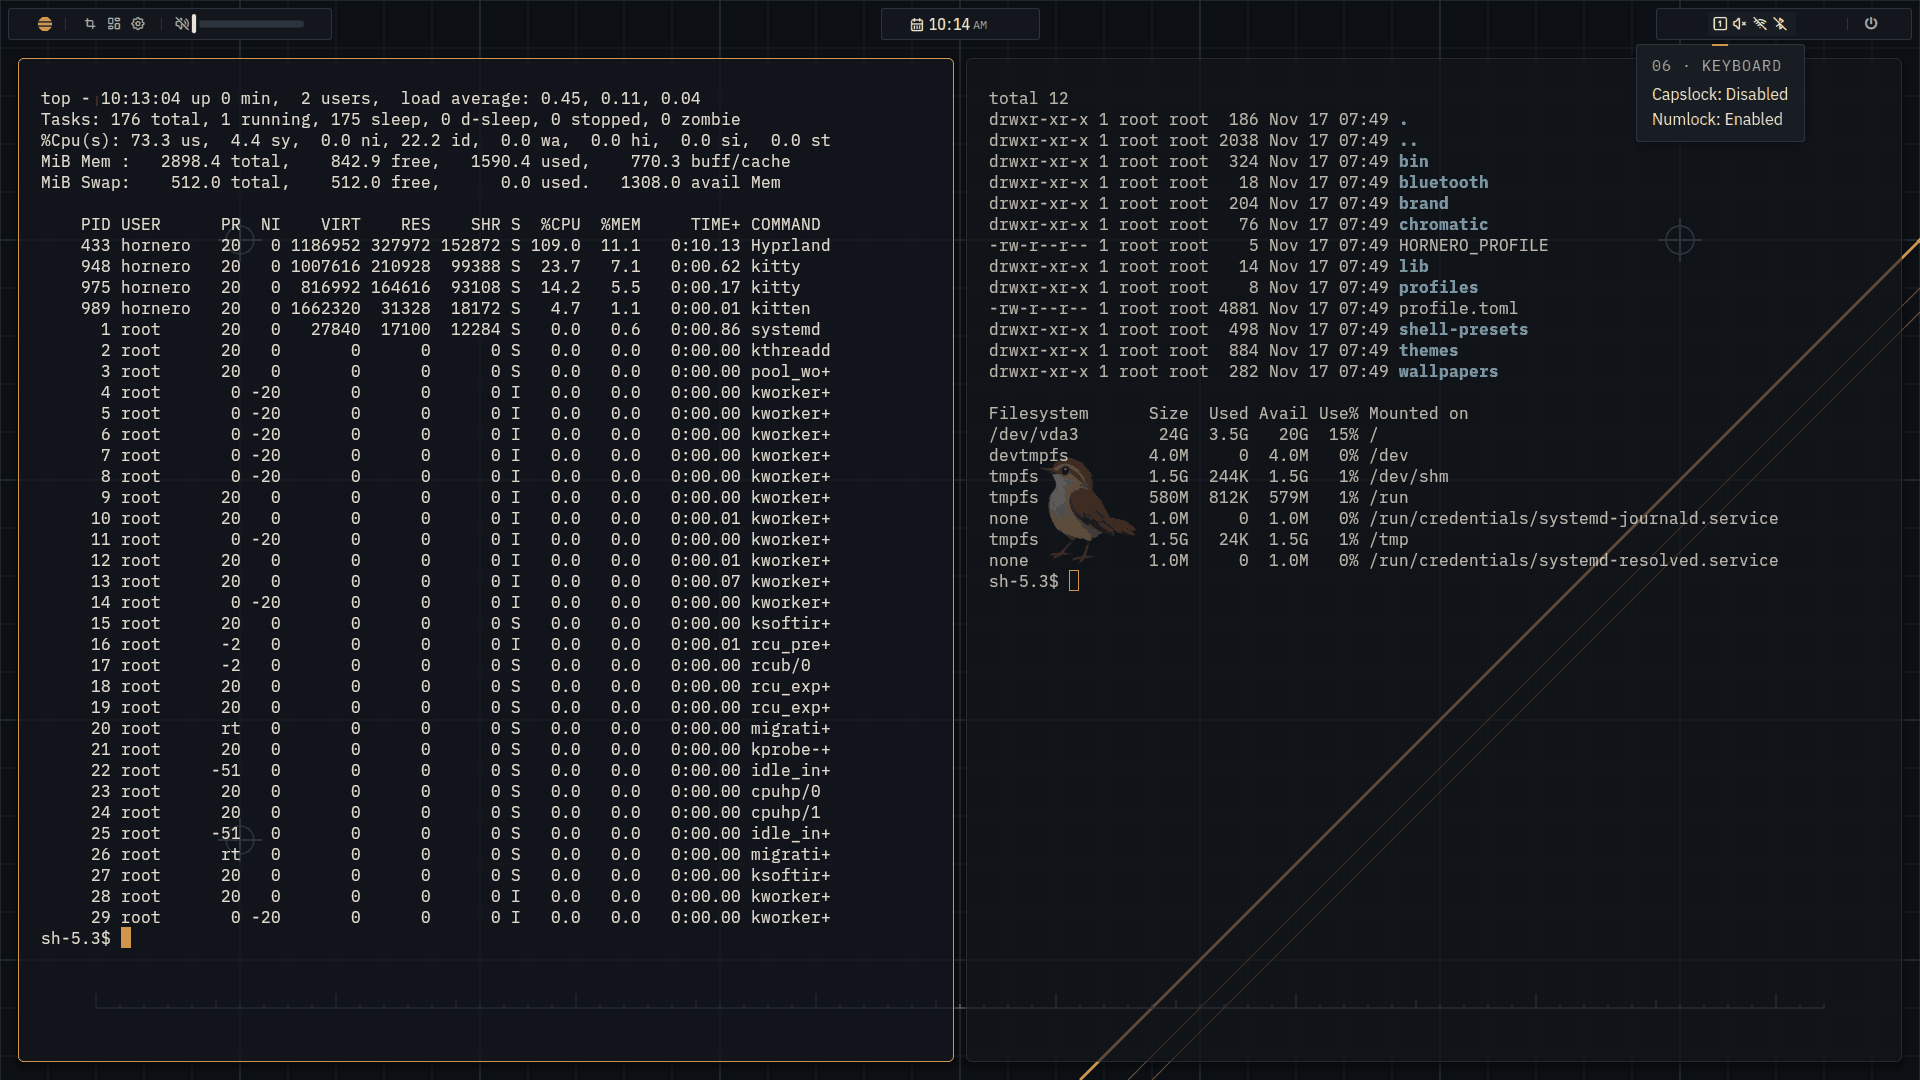 10:14 AM
1
06 · KEYBOARD
Capslock: Disabled
Numlock: Enabled
top - 10:13:04 up 0 min,  2 users,  load average: 0.45, 0.11, 0.04
Tasks: 176 total, 1 running, 175 sleep, 0 d-sleep, 0 stopped, 0 zombie
%Cpu(s): 73.3 us,  4.4 sy,  0.0 ni, 22.2 id,  0.0 wa,  0.0 hi,  0.0 si,  0.0 st
MiB Mem :   2898.4 total,    842.9 free,   1590.4 used,    770.3 buff/cache
MiB Swap:    512.0 total,    512.0 free,      0.0 used.   1308.0 avail Mem
PID USER      PR  NI    VIRT    RES    SHR S  %CPU  %MEM     TIME+ COMMAND
433 hornero   20   0 1186952 327972 152872 S 109.0  11.1   0:10.13 Hyprland
948 hornero   20   0 1007616 210928  99388 S  23.7   7.1   0:00.62 kitty
975 hornero   20   0  816992 164616  93108 S  14.2   5.5   0:00.17 kitty
989 hornero   20   0 1662320  31328  18172 S   4.7   1.1   0:00.01 kitten
1 root      20   0   27840  17100  12284 S   0.0   0.6   0:00.86 systemd
2 root      20   0       0      0      0 S   0.0   0.0   0:00.00 kthreadd
3 root      20   0       0      0      0 S   0.0   0.0   0:00.00 pool_wo+
4 root       0 -20       0      0      0 I   0.0   0.0   0:00.00 kworker+
5 root       0 -20       0      0      0 I   0.0   0.0   0:00.00 kworker+
6 root       0 -20       0      0      0 I   0.0   0.0   0:00.00 kworker+
7 root       0 -20       0      0      0 I   0.0   0.0   0:00.00 kworker+
8 root       0 -20       0      0      0 I   0.0   0.0   0:00.00 kworker+
9 root      20   0       0      0      0 I   0.0   0.0   0:00.00 kworker+
10 root      20   0       0      0      0 I   0.0   0.0   0:00.01 kworker+
11 root       0 -20       0      0      0 I   0.0   0.0   0:00.00 kworker+
12 root      20   0       0      0      0 I   0.0   0.0   0:00.01 kworker+
13 root      20   0       0      0      0 I   0.0   0.0   0:00.07 kworker+
14 root       0 -20       0      0      0 I   0.0   0.0   0:00.00 kworker+
15 root      20   0       0      0      0 S   0.0   0.0   0:00.00 ksoftir+
16 root      -2   0       0      0      0 I   0.0   0.0   0:00.01 rcu_pre+
17 root      -2   0       0      0      0 S   0.0   0.0   0:00.00 rcub/0
18 root      20   0       0      0      0 S   0.0   0.0   0:00.00 rcu_exp+
19 root      20   0       0      0      0 S   0.0   0.0   0:00.00 rcu_exp+
20 root      rt   0       0      0      0 S   0.0   0.0   0:00.00 migrati+
21 root      20   0       0      0      0 S   0.0   0.0   0:00.00 kprobe-+
22 root     -51   0       0      0      0 S   0.0   0.0   0:00.00 idle_in+
23 root      20   0       0      0      0 S   0.0   0.0   0:00.00 cpuhp/0
24 root      20   0       0      0      0 S   0.0   0.0   0:00.00 cpuhp/1
25 root     -51   0       0      0      0 S   0.0   0.0   0:00.00 idle_in+
26 root      rt   0       0      0      0 S   0.0   0.0   0:00.00 migrati+
27 root      20   0       0      0      0 S   0.0   0.0   0:00.00 ksoftir+
28 root      20   0       0      0      0 I   0.0   0.0   0:00.00 kworker+
29 root       0 -20       0      0      0 I   0.0   0.0   0:00.00 kworker+
sh-5.3$
total 12
drwxr-xr-x 1 root root  186 Nov 17 07:49 .
drwxr-xr-x 1 root root 2038 Nov 17 07:49 ..
drwxr-xr-x 1 root root  324 Nov 17 07:49 bin
drwxr-xr-x 1 root root   18 Nov 17 07:49 bluetooth
drwxr-xr-x 1 root root  204 Nov 17 07:49 brand
drwxr-xr-x 1 root root   76 Nov 17 07:49 chromatic
-rw-r--r-- 1 root root    5 Nov 17 07:49 HORNERO_PROFILE
drwxr-xr-x 1 root root   14 Nov 17 07:49 lib
drwxr-xr-x 1 root root    8 Nov 17 07:49 profiles
-rw-r--r-- 1 root root 4881 Nov 17 07:49 profile.toml
drwxr-xr-x 1 root root  498 Nov 17 07:49 shell-presets
drwxr-xr-x 1 root root  884 Nov 17 07:49 themes
drwxr-xr-x 1 root root  282 Nov 17 07:49 wallpapers
Filesystem      Size  Used Avail Use% Mounted on
/dev/vda3        24G  3.5G   20G  15% /
devtmpfs        4.0M     0  4.0M   0% /dev
tmpfs           1.5G  244K  1.5G   1% /dev/shm
tmpfs           580M  812K  579M   1% /run
none            1.0M     0  1.0M   0% /run/credentials/systemd-journald.service
tmpfs           1.5G   24K  1.5G   1% /tmp
none            1.0M     0  1.0M   0% /run/credentials/systemd-resolved.service
sh-5.3$